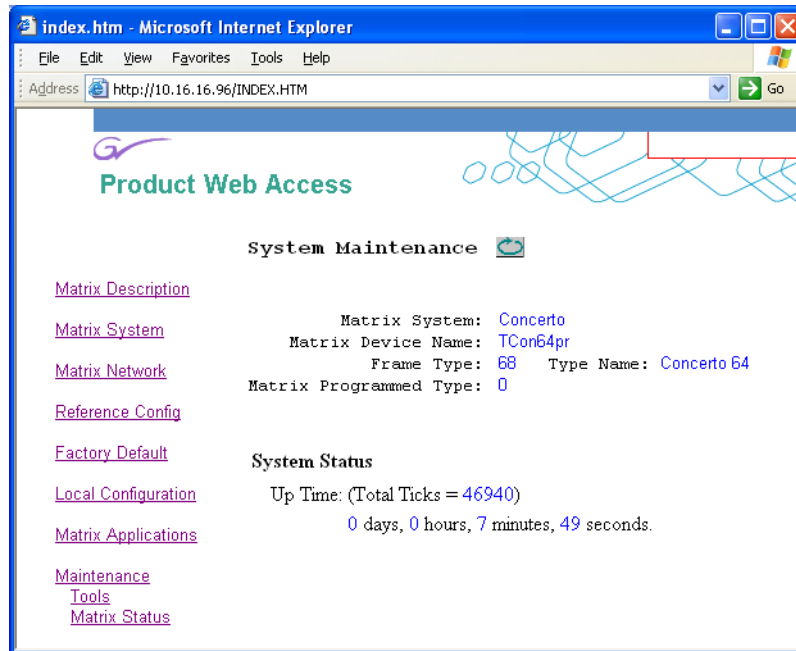 index.htm - Microsoft Internet Explorer
File Edit View Favorites Tools Help
Address http://10.16.16.96/INDEX.HTM Go
Product Web Access
System Maintenance
Matrix Description
Matrix System
Matrix Network
Reference Config
Factory Default
Local Configuration
Matrix Applications
Maintenance
Tools
Matrix Status
Matrix System: Concerto
Matrix Device Name: TCon64pr
Frame Type: 68 Type Name: Concerto 64
Matrix Programmed Type: 0
System Status
Up Time: (Total Ticks = 46940)
0 days, 0 hours, 7 minutes, 49 seconds.